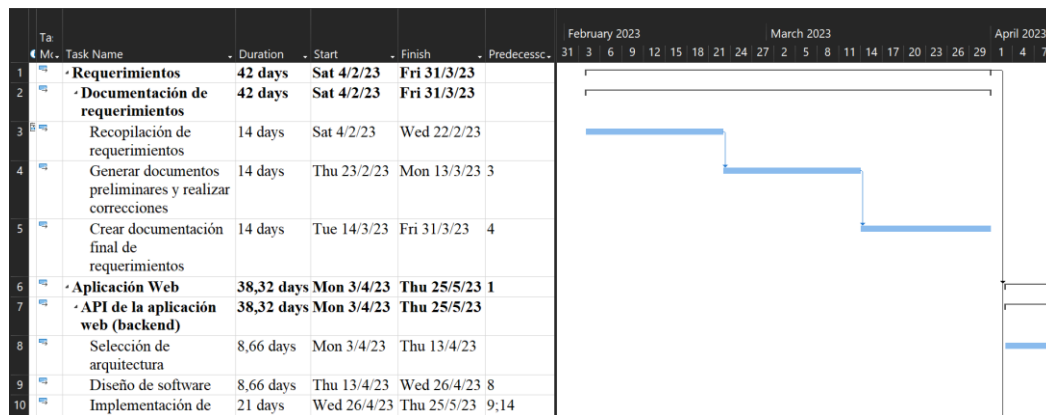 February 2023 March 2023 April 2023
Ta:
Mc Task Name Duration Start Finish Predecessc 31 3 6 9 12 15 18 21 24 27 2 5 8 11 14 17 20 23 26 29 1 4 7
1 Requerimientos 42 days Sat 4/2/23 Fri 31/3/23
2 Documentación de 42 days Sat 4/2/23 Fri 31/3/23
requerimientos
3 Recopilación de 14 days Sat 4/2/23 Wed 22/2/23
requerimientos
4 Generar documentos 14 days Thu 23/2/23 Mon 13/3/23 3
preliminares y realizar
correcciones
5 Crear documentación 14 days Tue 14/3/23 Fri 31/3/23 4
final de
requerimientos
6 Aplicación Web 38,32 days Mon 3/4/23 Thu 25/5/23 1
7 API de la aplicación 38,32 days Mon 3/4/23 Thu 25/5/23
web (backend)
8 Selección de 8,66 days Mon 3/4/23 Thu 13/4/23
arquitectura
9 Diseño de software 8,66 days Thu 13/4/23 Wed 26/4/23 8
10 Implementación de 21 days Wed 26/4/23 Thu 25/5/23 9;14